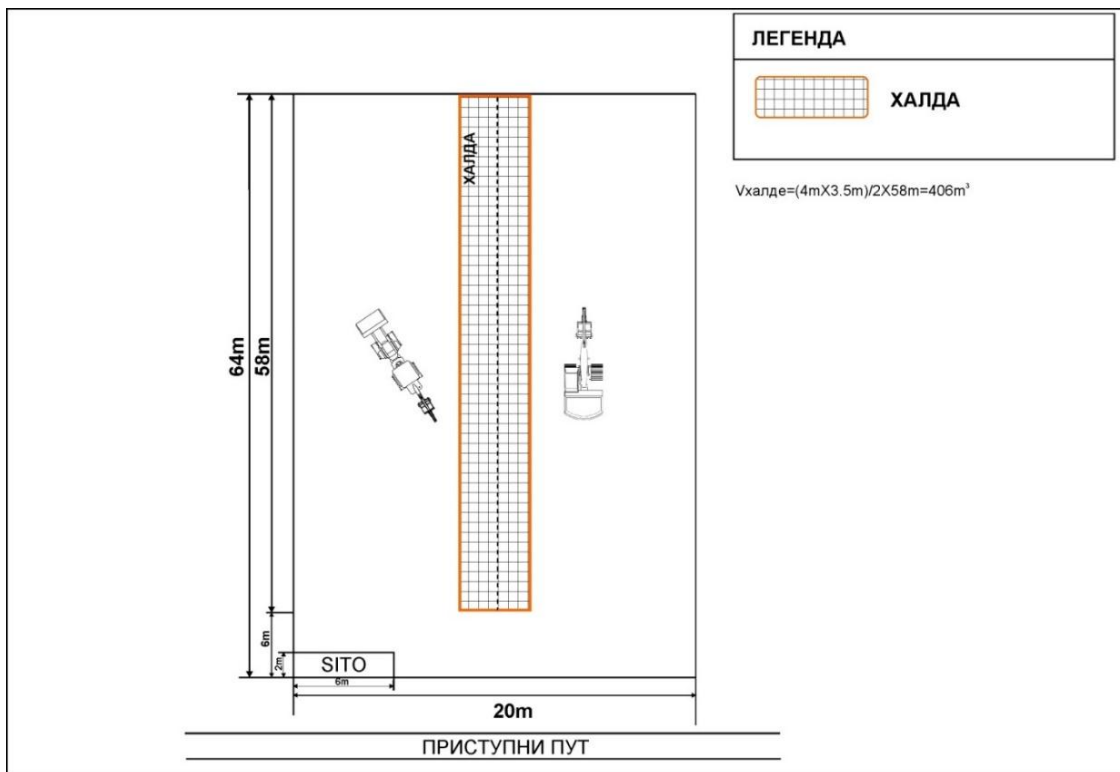 ЛЕГЕНДА
ХАЛДА
Vхалде=(4mX3.5m)/2X58m=406m³
ХАЛДА
64m
58m
6m
2m
SITO
6m
20m
ПРИСТУПНИ ПУТ